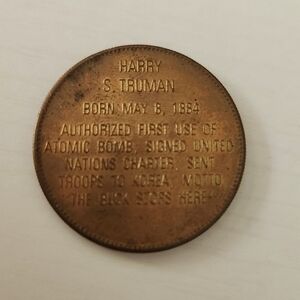 HARRY
S. TRUMAN
BORN MAY 8, 1884
AUTHORIZED FIRST USE OF
ATOMIC BOMB, SIGNED UNITED
NATIONS CHARTER, SENT
TROOPS TO KOREA. MOTTO
"THE BUCK STOPS HERE"